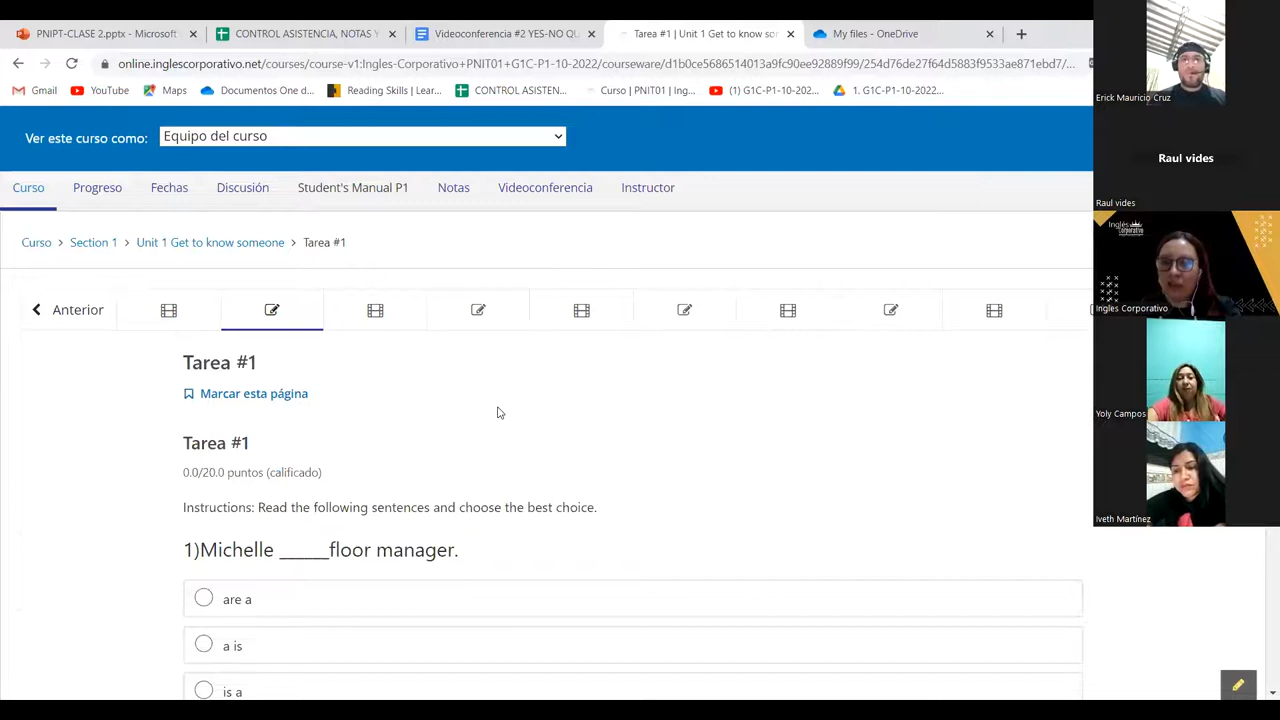 PNIPT-CLASE 2.pptx - Microsoft
CONTROL ASISTENCIA, NOTAS Y
Videoconferencia #2 YES-NO QU
Tarea #1 | Unit 1 Get to know so
My files - OneDrive
online.inglescorporativo.net/courses/course-v1:Ingles-Corporativo+PNIT01+G1C-P1-10-2022/courseware/d1b0ce5686514013a9fc90ee92889f99/254d76de27f64d5883f9533ae871ebd7/...
Gmail
YouTube
Maps
Documentos One d...
Reading Skills | Lear...
CONTROL ASISTEN...
Curso | PNIT01 | Ing...
(1) G1C-P1-10-202...
1. G1C-P1-10-2022...
Ver este curso como:
Equipo del curso
Curso
Progreso
Fechas
Discusión
Student's Manual P1
Notas
Videoconferencia
Instructor
Curso > Section 1 > Unit 1 Get to know someone > Tarea #1
Anterior
Tarea #1
Marcar esta página
Tarea #1
0.0/20.0 puntos (calificado)
Instructions: Read the following sentences and choose the best choice.
1)Michelle ______floor manager.
are a
a is
is a
Erick Mauricio Cruz
Raul vides
Raul vides
Inglés
Corporativo
Ingles Corporativo
Yoly Campos
Iveth Martínez